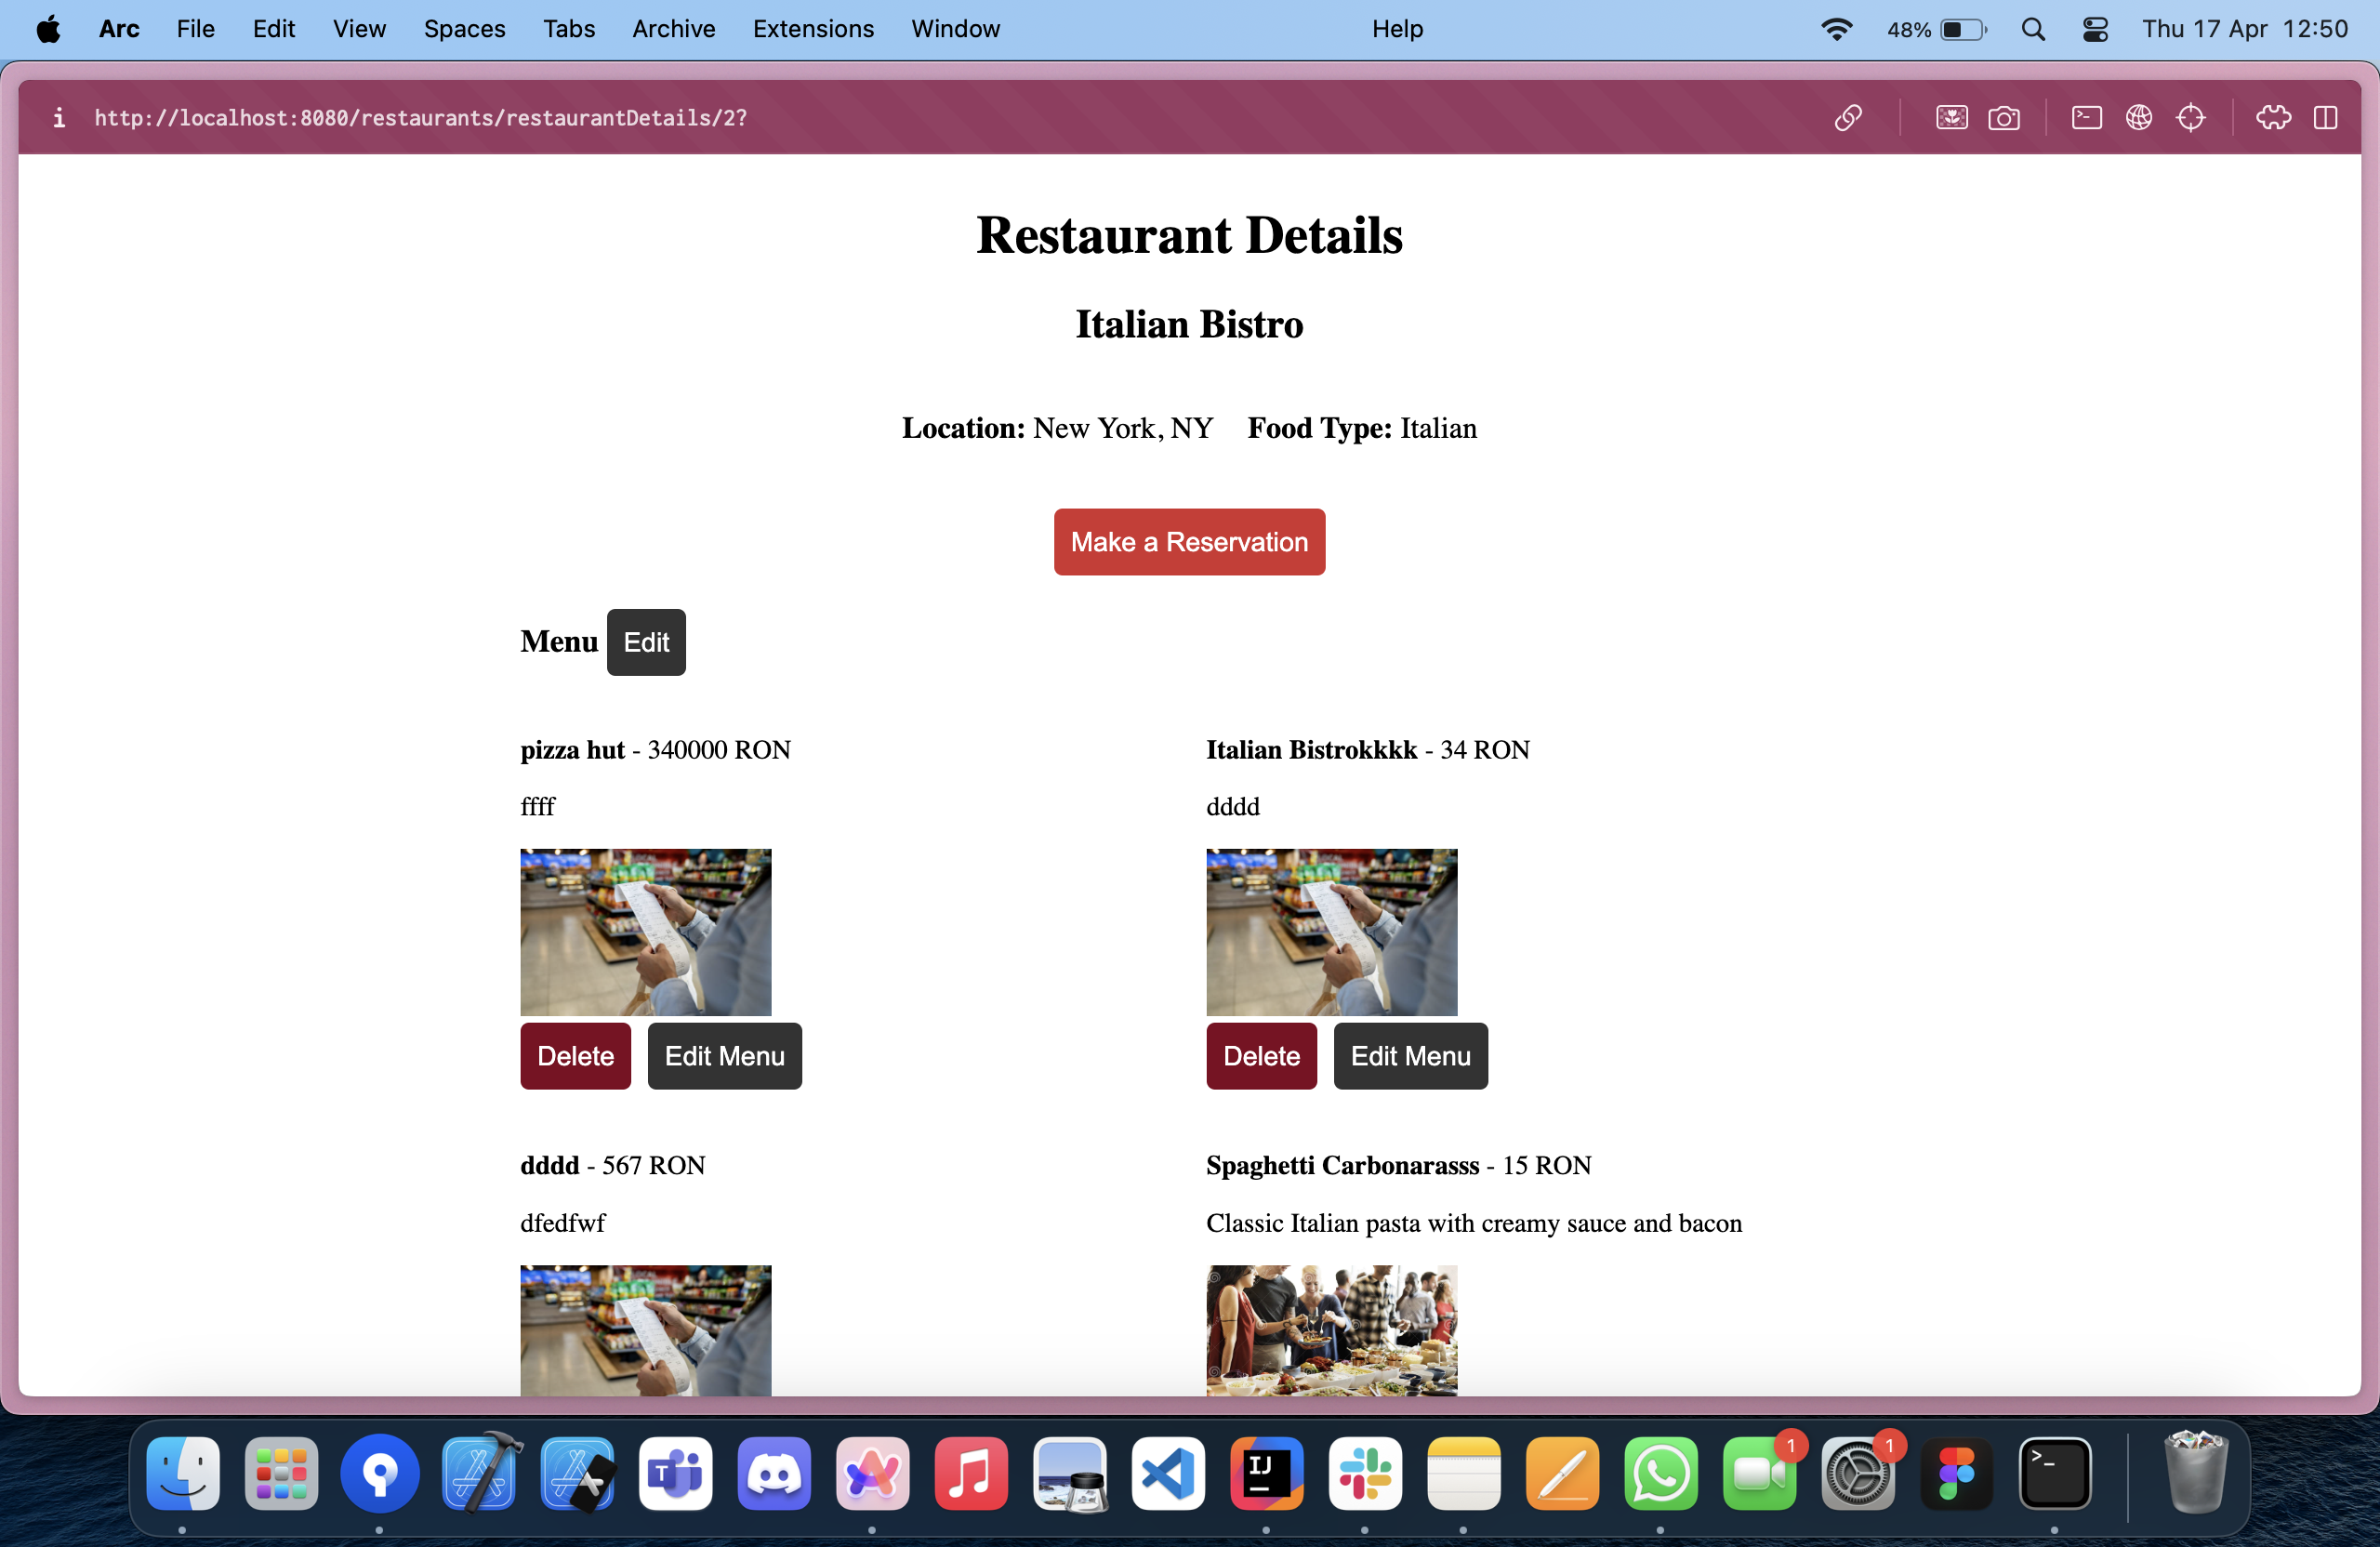 Arc File Edit View Spaces Tabs Archive Extensions Window Help 48% Thu 17 Apr 12:50
http://localhost:8080/restaurants/restaurantDetails/2?
Restaurant Details
Italian Bistro
Location: New York, NY Food Type: Italian
Make a Reservation
Menu Edit
pizza hut - 340000 RON
ffff
Delete Edit Menu
Italian Bistrokkkk - 34 RON
dddd
Delete Edit Menu
dddd - 567 RON
dfedfwf
Spaghetti Carbonarasss - 15 RON
Classic Italian pasta with creamy sauce and bacon
T
IJ
1
1
>_